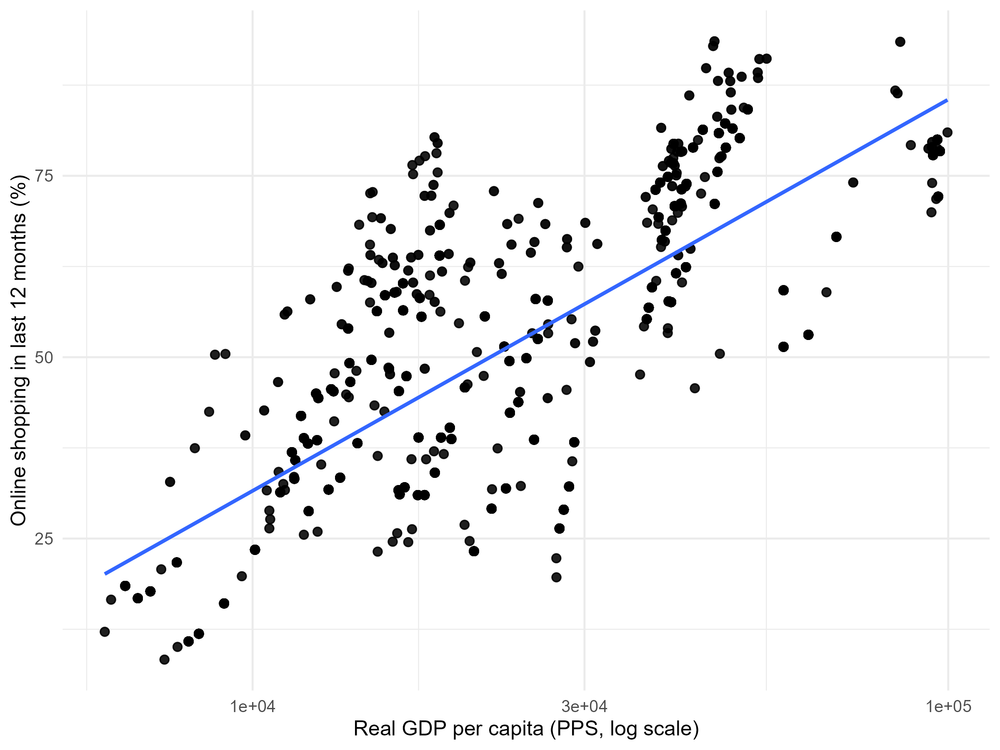 Online shopping in last 12 months (%)
75
50
25
1e+04
3e+04
1e+05
Real GDP per capita (PPS, log scale)